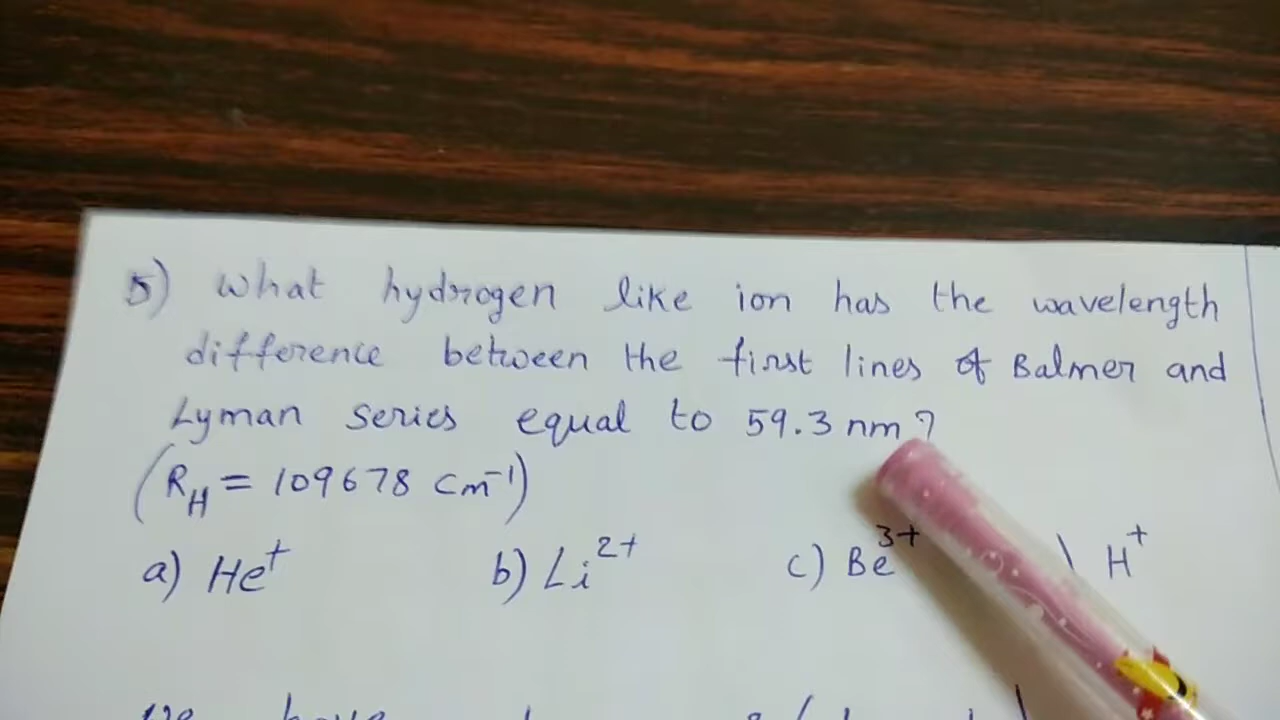 5) What hydrogen like ion has the wavelength
difference between the first lines of Balmer and
Lyman series equal to 59.3 nm?
(R_H = 109678 cm⁻¹)
a) He⁺ b) Li²⁺ c) Be³⁺ ) H⁺